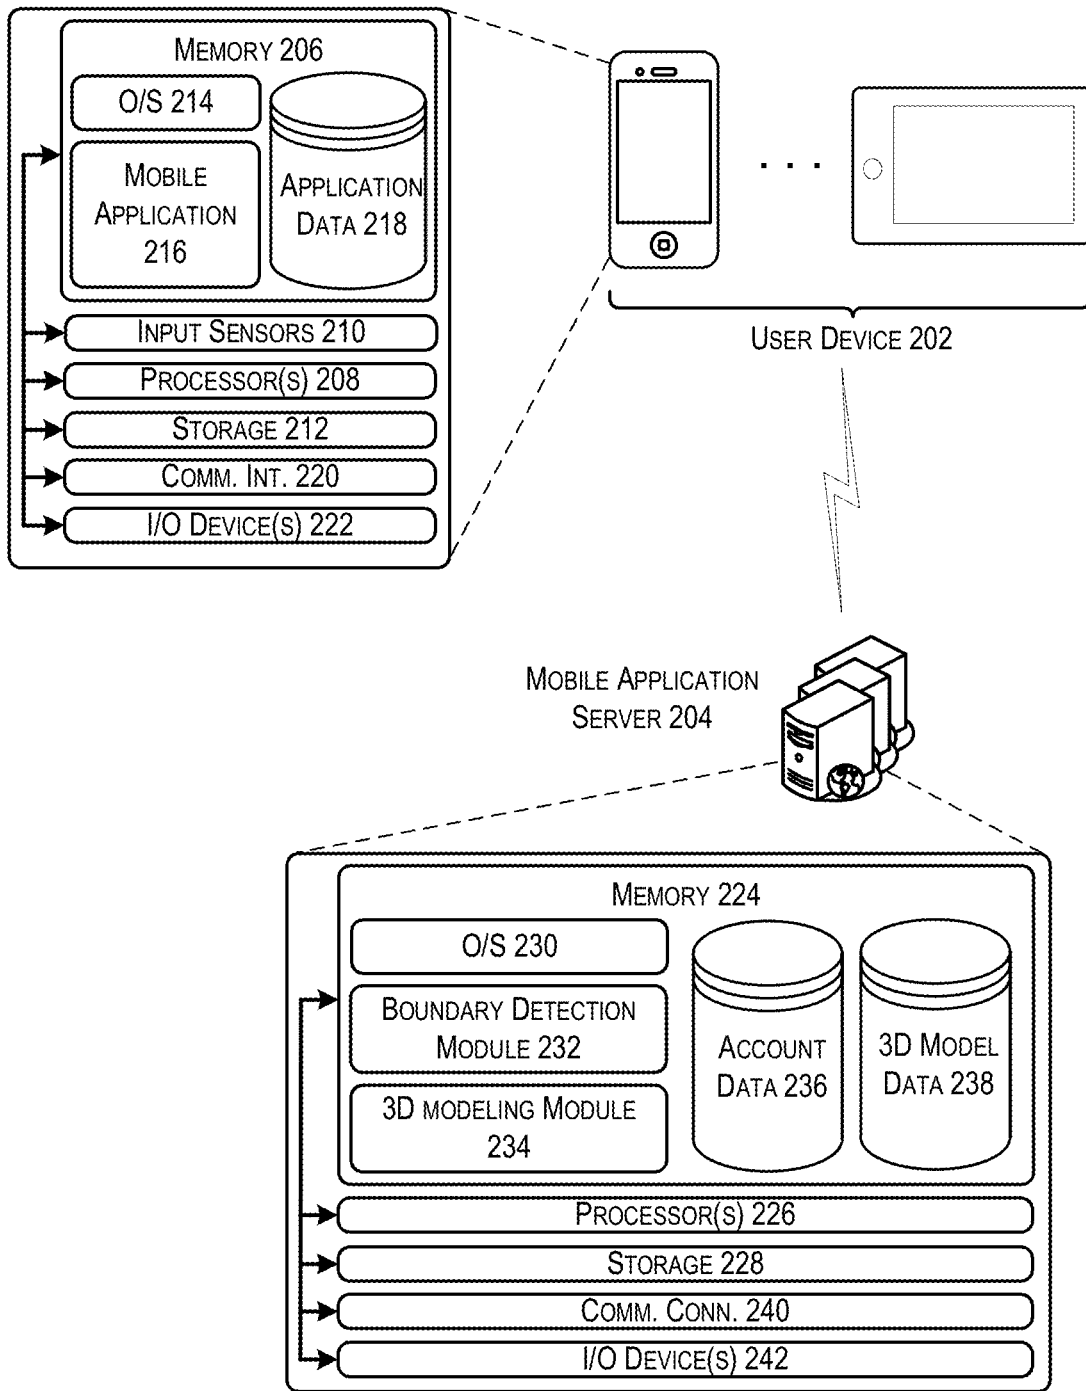 MEMORY 206
O/S 214
MOBILE
APPLICATION
216
APPLICATION
DATA 218
INPUT SENSORS 210
PROCESSOR(S) 208
STORAGE 212
COMM. INT. 220
I/O DEVICE(S) 222
. . .
USER DEVICE 202
MOBILE APPLICATION
SERVER 204
MEMORY 224
O/S 230
BOUNDARY DETECTION
MODULE 232
3D MODELING MODULE
234
ACCOUNT
DATA 236
3D MODEL
DATA 238
PROCESSOR(S) 226
STORAGE 228
COMM. CONN. 240
I/O DEVICE(S) 242